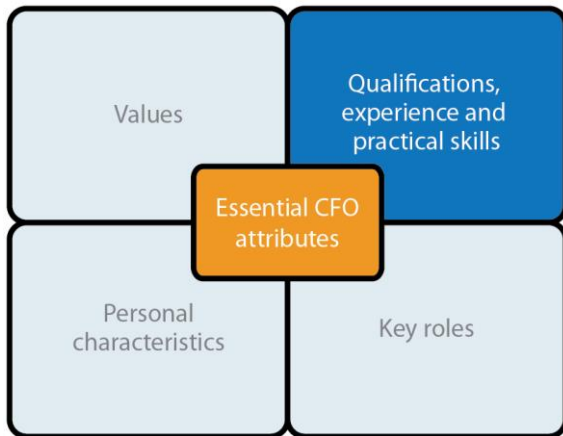 Values
Qualifications,
experience and
practical skills
Essential CFO
attributes
Personal
characteristics
Key roles